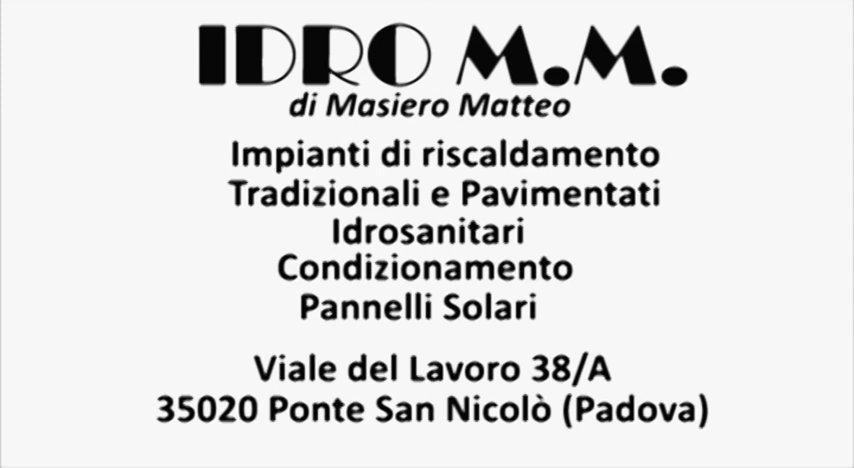 IDRO M.M.
di Masiero Matteo
Impianti di riscaldamento
Tradizionali e Pavimentati
Idrosanitari
Condizionamento
Pannelli Solari
Viale del Lavoro 38/A
35020 Ponte San Nicolò (Padova)